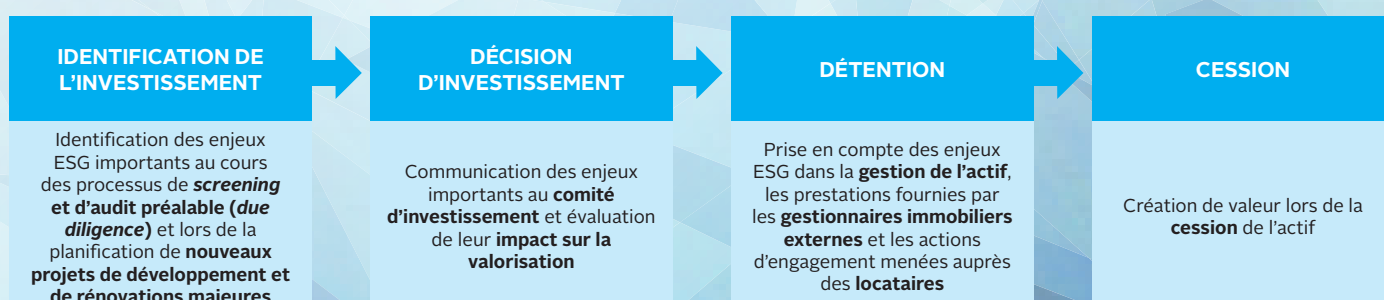 IDENTIFICATION DE
L'INVESTISSEMENT
Identification des enjeux
ESG importants au cours
des processus de screening
et d'audit préalable (due
diligence) et lors de la
planification de nouveaux
projets de développement et
de rénovations majeures
DÉCISION
D'INVESTISSEMENT
Communication des enjeux
importants au comité
d'investissement et évaluation
de leur impact sur la
valorisation
DÉTENTION
Prise en compte des enjeux
ESG dans la gestion de l'actif,
les prestations fournies par
les gestionnaires immobiliers
externes et les actions
d'engagement menées auprès
des locataires
CESSION
Création de valeur lors de la
cession de l'actif